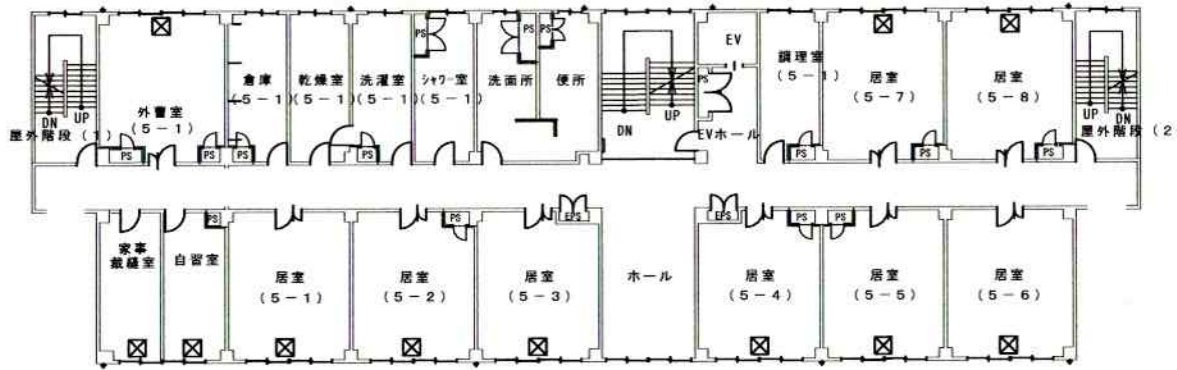 PS
PS
PS
EV
倉庫
(5-1)
乾燥室
(5-1)
洗濯室
(5-1)
シャワー室
(5-1)
洗面所
便所
PS
調理室
(5-1)
居室
(5-7)
居室
(5-8)
外曹室
(5-1)
DN
UP
屋外階段(1)
DN
UP
EVホール
UP
DN
屋外階段(2
PS
PS
PS
PS
PS
PS
PS
PS
EPS
EPS
PS
PS
PS
家事
裁縫室
自習室
居室
(5-1)
居室
(5-2)
居室
(5-3)
ホール
居室
(5-4)
居室
(5-5)
居室
(5-6)